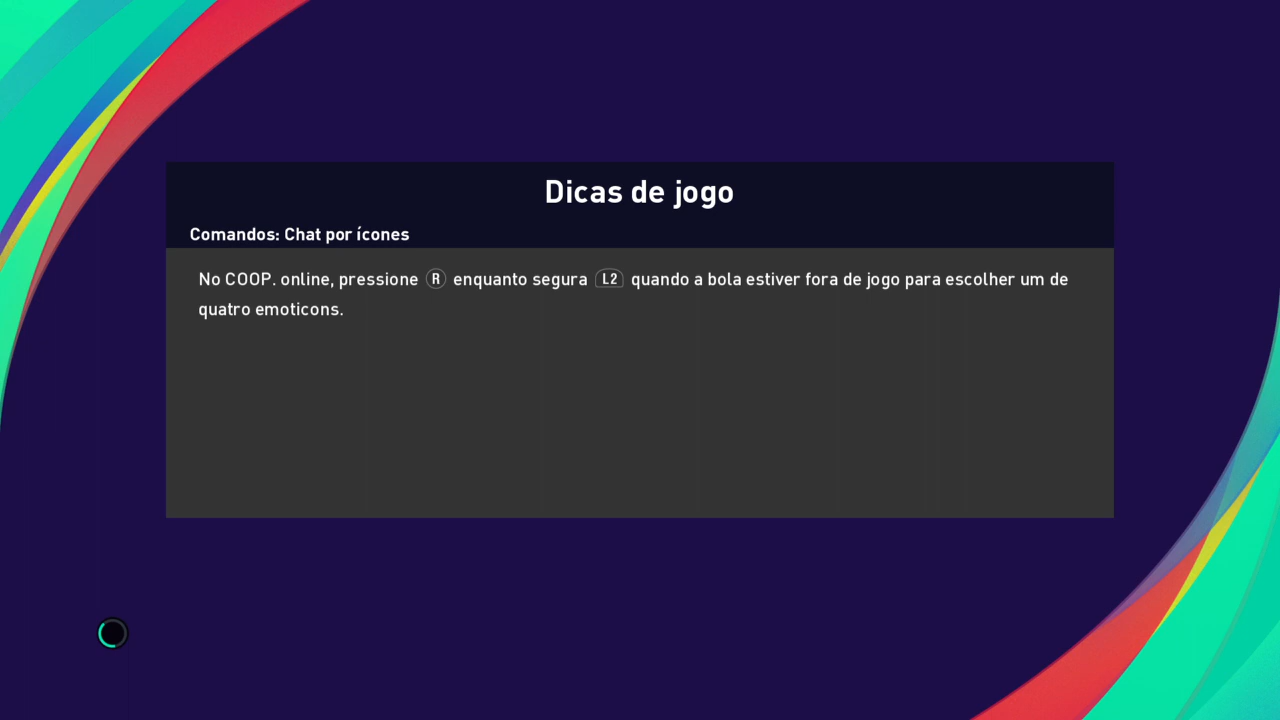 Dicas de jogo
Comandos: Chat por ícones
No COOP. online, pressione R enquanto segura L2 quando a bola estiver fora de jogo para escolher um de
quatro emoticons.